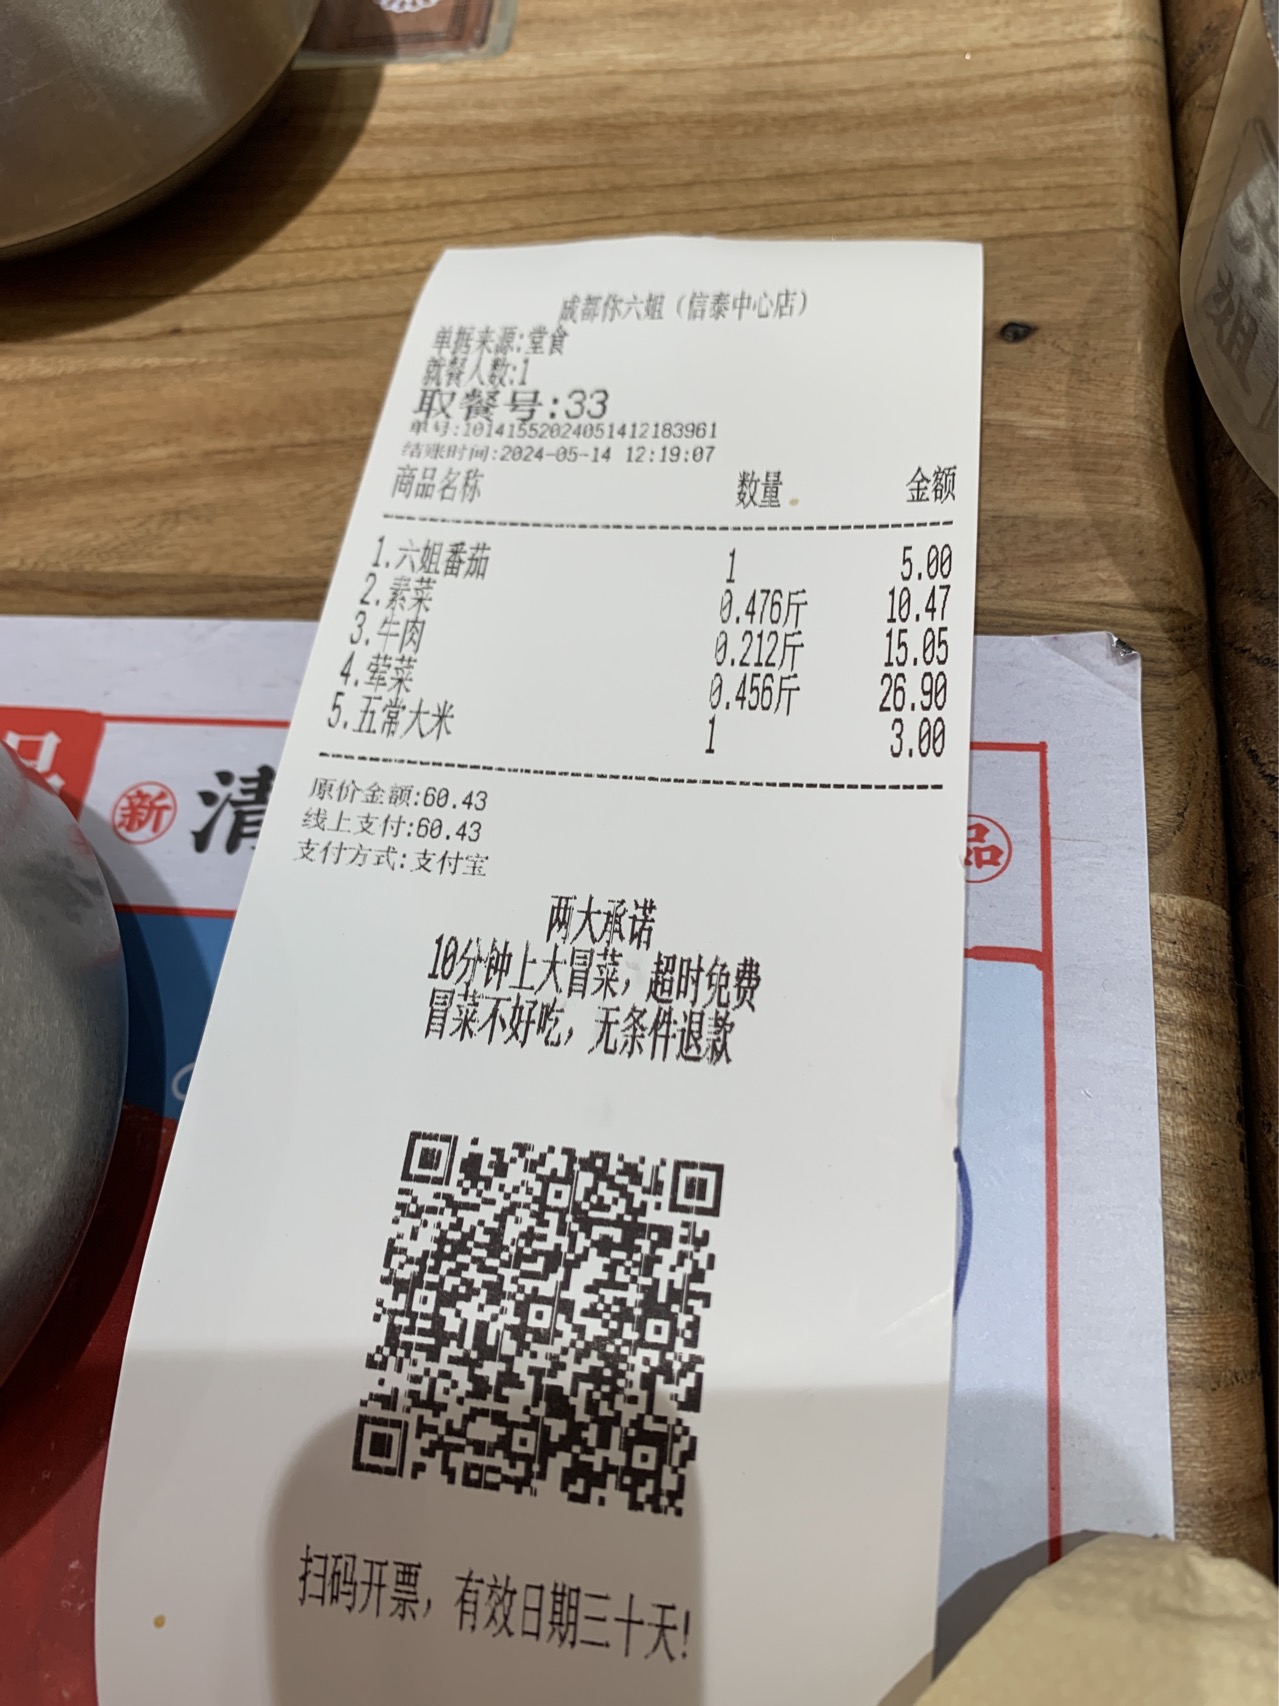 成都你六姐（信泰中心店）
单据来源:堂食
就餐人数:1
取餐号:33
单号:10141552024051412183961
结账时间:2024-05-14 12:19:07
商品名称 数量 金额
1.六姐番茄 1 5.00
2.素菜 0.476斤 10.47
3.牛肉 0.212斤 15.05
4.荤菜 0.456斤 26.90
5.五常大米 1 3.00
原价金额:60.43
线上支付:60.43
支付方式:支付宝
两大承诺
10分钟上大冒菜，超时免费
冒菜不好吃，无条件退款
扫码开票，有效日期三十天!
品
新 清
品
姐